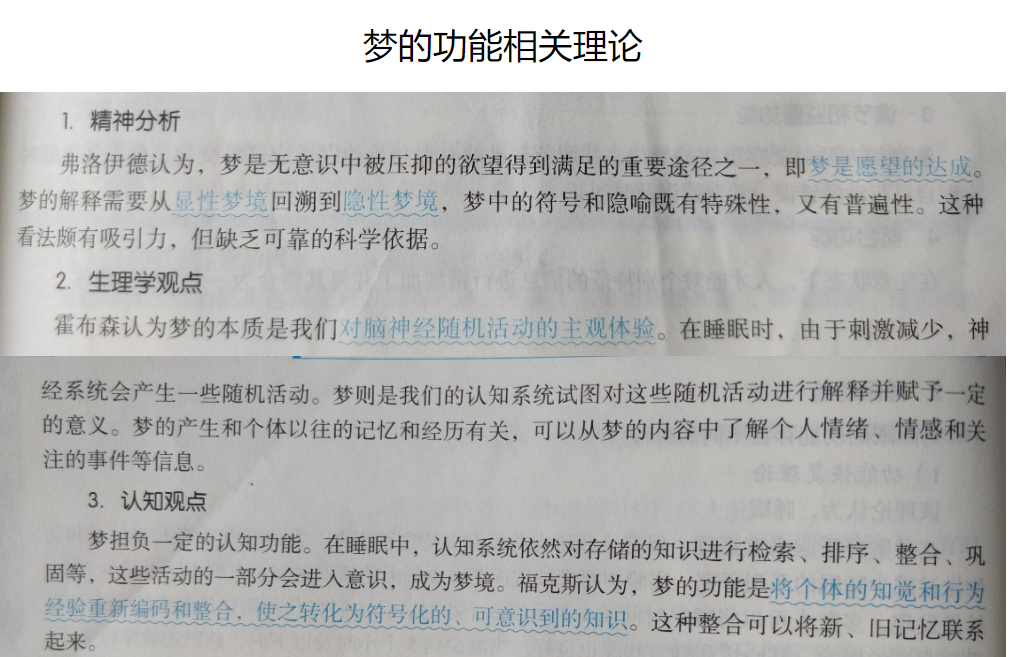 梦的功能相关理论
1. 精神分析
弗洛伊德认为，梦是无意识中被压抑的欲望得到满足的重要途径之一，即梦是愿望的达成。
梦的解释需要从显性梦境回溯到隐性梦境，梦中的符号和隐喻既有特殊性，又有普遍性。这种
看法颇有吸引力，但缺乏可靠的科学依据。
2. 生理学观点
霍布森认为梦的本质是我们对脑神经随机活动的主观体验。在睡眠时，由于刺激减少，神
经系统会产生一些随机活动。梦则是我们的认知系统试图对这些随机活动进行解释并赋予一定
的意义。梦的产生和个体以往的记忆和经历有关，可以从梦的内容中了解个人情绪、情感和关
注的事件等信息。
3. 认知观点
梦担负一定的认知功能。在睡眠中，认知系统依然对存储的知识进行检索、排序、整合、巩
固等，这些活动的一部分会进入意识，成为梦境。福克斯认为，梦的功能是将个体的知觉和行为
经验重新编码和整合，使之转化为符号化的、可意识到的知识。这种整合可以将新、旧记忆联系
起来。